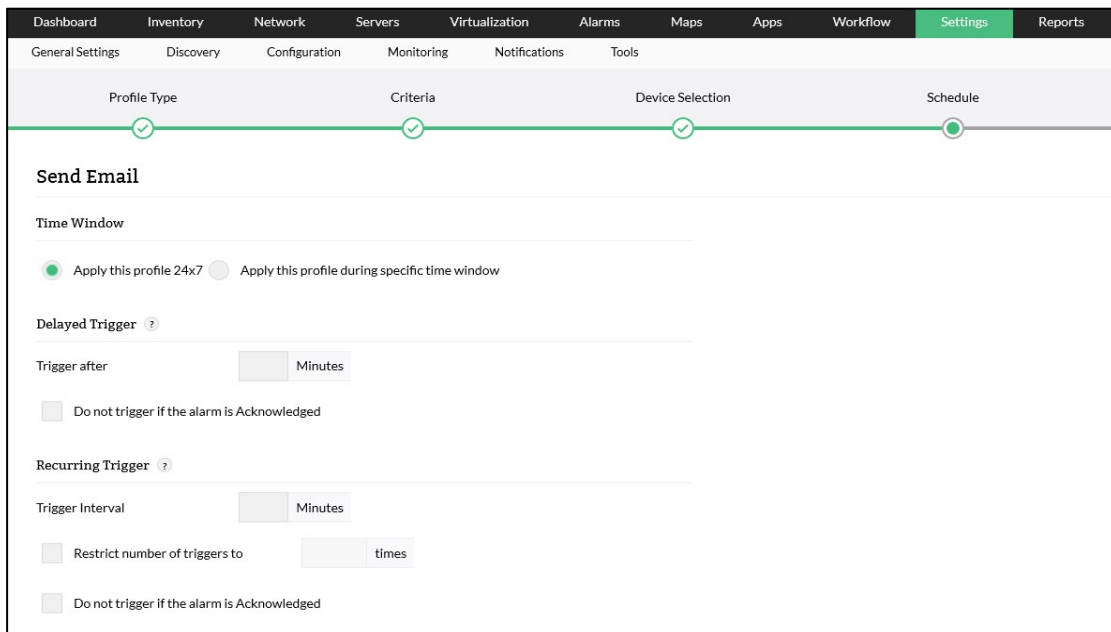 Dashboard Inventory Network Servers Virtualization Alarms Maps Apps Workflow Settings Reports
General Settings Discovery Configuration Monitoring Notifications Tools
Profile Type Criteria Device Selection Schedule
Send Email
Time Window
Apply this profile 24x7 Apply this profile during specific time window
Delayed Trigger ?
Trigger after Minutes
Do not trigger if the alarm is Acknowledged
Recurring Trigger ?
Trigger Interval Minutes
Restrict number of triggers to times
Do not trigger if the alarm is Acknowledged